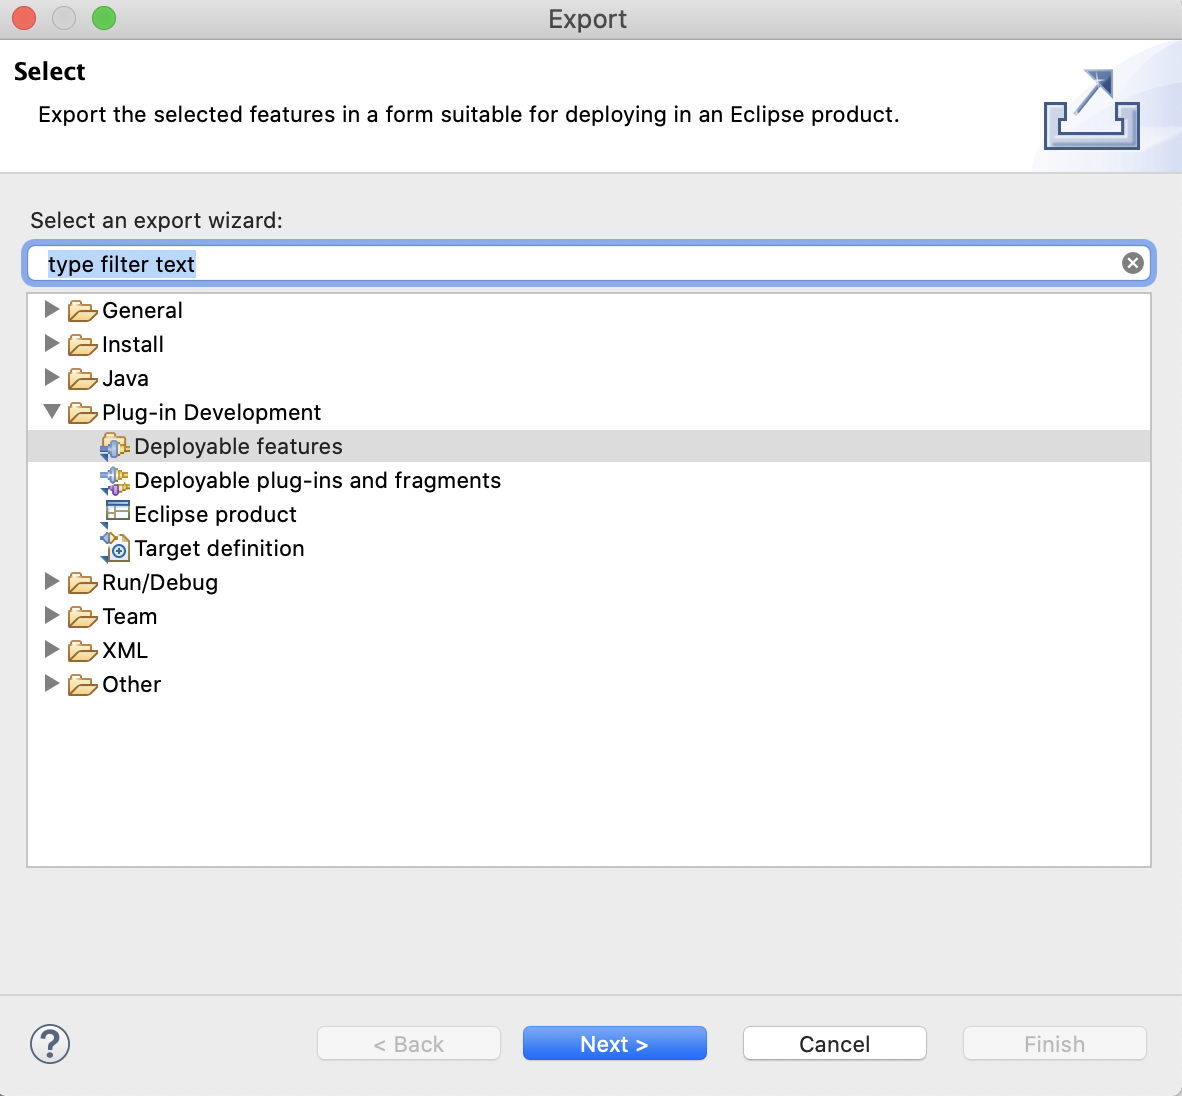 Export
Select
Export the selected features in a form suitable for deploying in an Eclipse product.
Select an export wizard:
type filter text
General
Install
Java
Plug-in Development
Deployable features
Deployable plug-ins and fragments
Eclipse product
Target definition
Run/Debug
Team
XML
Other
? < Back Next > Cancel Finish